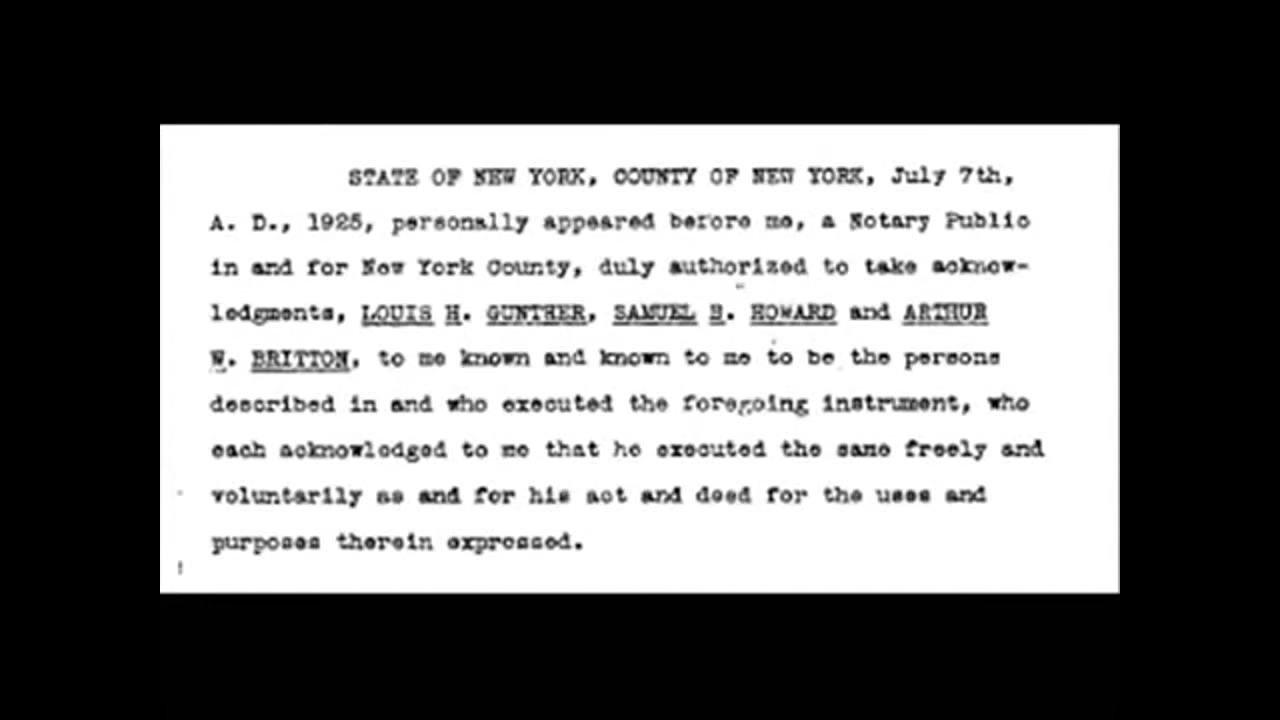 STATE OF NEW YORK, COUNTY OF NEW YORK, July 7th,
A. D., 1925, personally appeared before me, a Notary Public
in and for New York County, duly authorized to take acknow-
ledgments, LOUIS H. GUNTHER, SAMUEL B. HOWARD and ARTHUR
W. BRITTON, to me known and known to me to be the persons
described in and who executed the foregoing instrument, who
each acknowledged to me that he executed the same freely and
voluntarily as and for his act and deed for the uses and
purposes therein expressed.